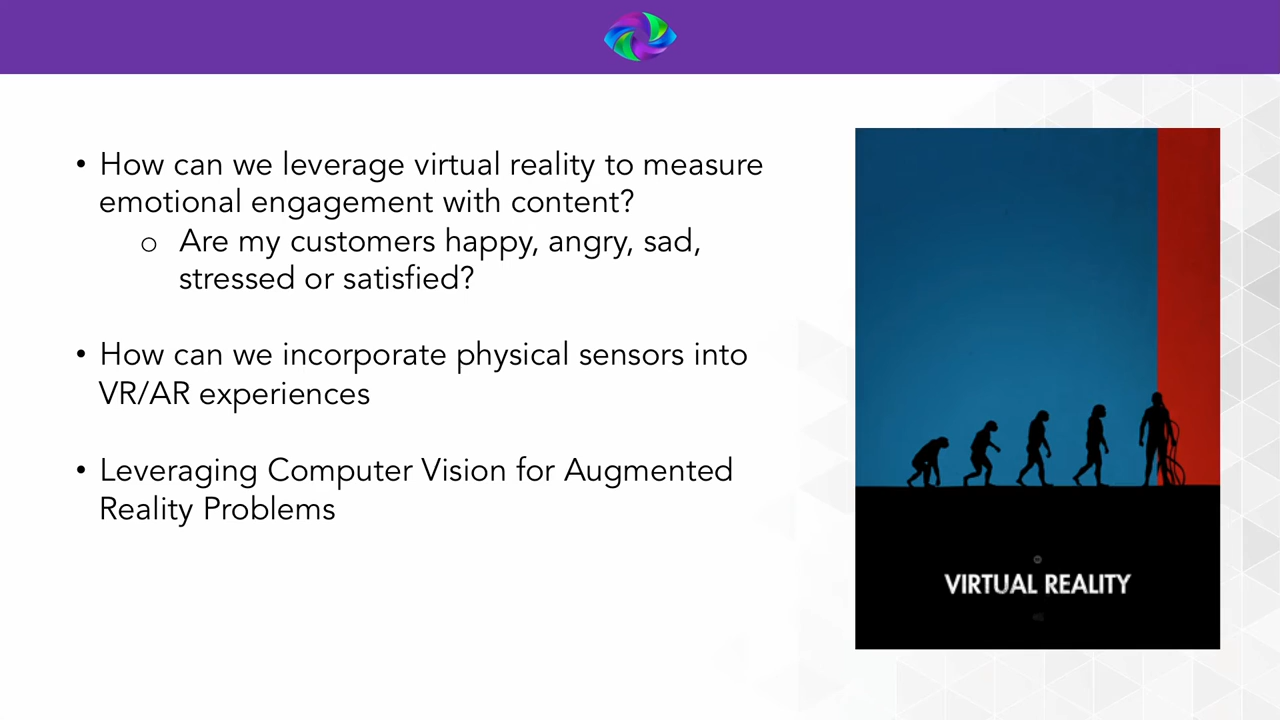 • How can we leverage virtual reality to measure
emotional engagement with content?
o Are my customers happy, angry, sad,
stressed or satisfied?
• How can we incorporate physical sensors into
VR/AR experiences
• Leveraging Computer Vision for Augmented
Reality Problems
VIRTUAL REALITY